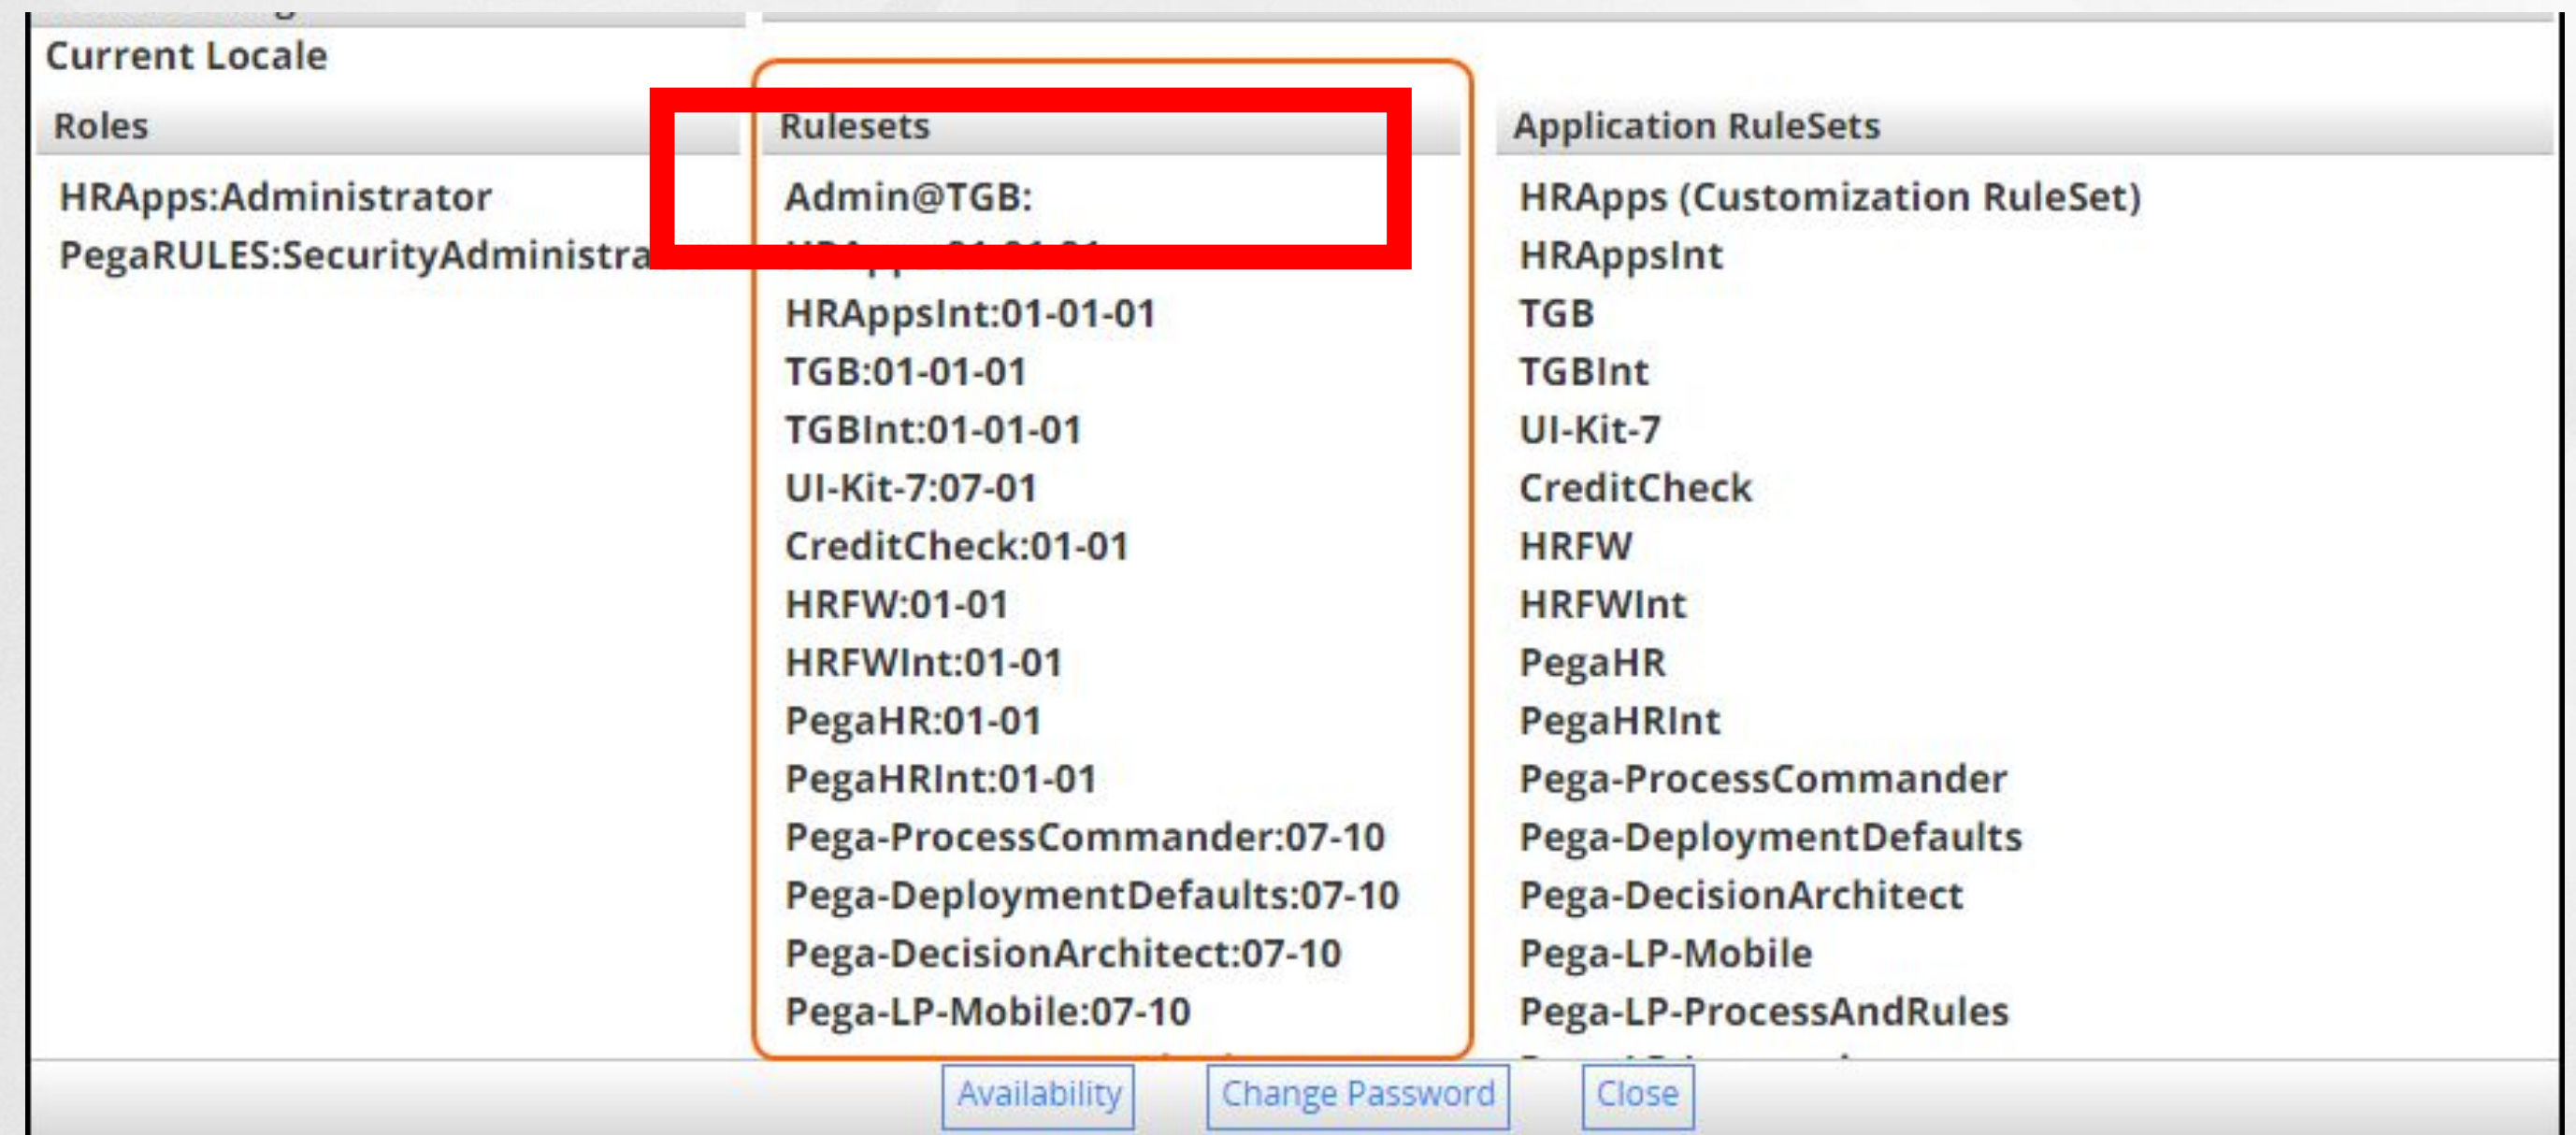 Current Locale
Roles
HRApps:Administrator
PegaRULES:SecurityAdministra
Rulesets
Admin@TGB:
HRAppsInt:01-01-01
TGB:01-01-01
TGBInt:01-01-01
UI-Kit-7:07-01
CreditCheck:01-01
HRFW:01-01
HRFWInt:01-01
PegaHR:01-01
PegaHRInt:01-01
Pega-ProcessCommander:07-10
Pega-DeploymentDefaults:07-10
Pega-DecisionArchitect:07-10
Pega-LP-Mobile:07-10
Application RuleSets
HRApps (Customization RuleSet)
HRAppsInt
TGB
TGBInt
UI-Kit-7
CreditCheck
HRFW
HRFWInt
PegaHR
PegaHRInt
Pega-ProcessCommander
Pega-DeploymentDefaults
Pega-DecisionArchitect
Pega-LP-Mobile
Pega-LP-ProcessAndRules
Availability
Change Password
Close